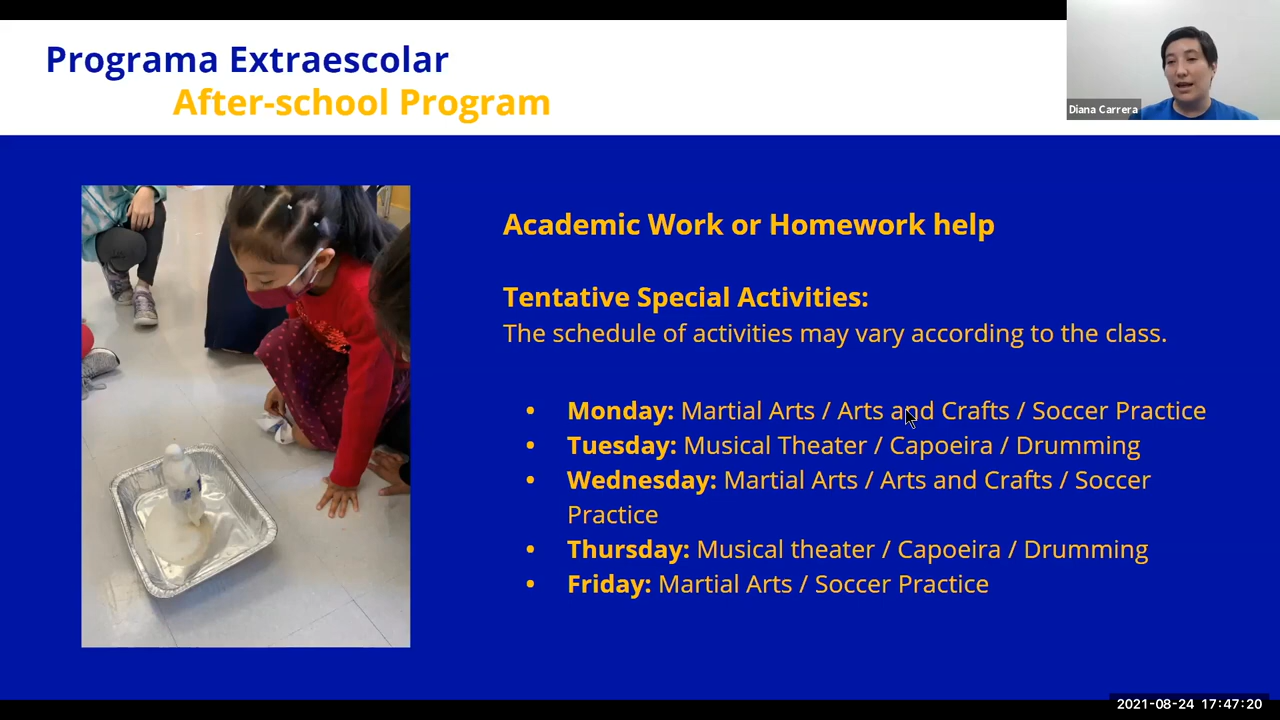 Programa Extraescolar
After-school Program
Diana Carrera
Academic Work or Homework help
Tentative Special Activities:
The schedule of activities may vary according to the class.
• Monday: Martial Arts / Arts and Crafts / Soccer Practice
• Tuesday: Musical Theater / Capoeira / Drumming
• Wednesday: Martial Arts / Arts and Crafts / Soccer
Practice
• Thursday: Musical theater / Capoeira / Drumming
• Friday: Martial Arts / Soccer Practice
2021-08-24 17:47:20